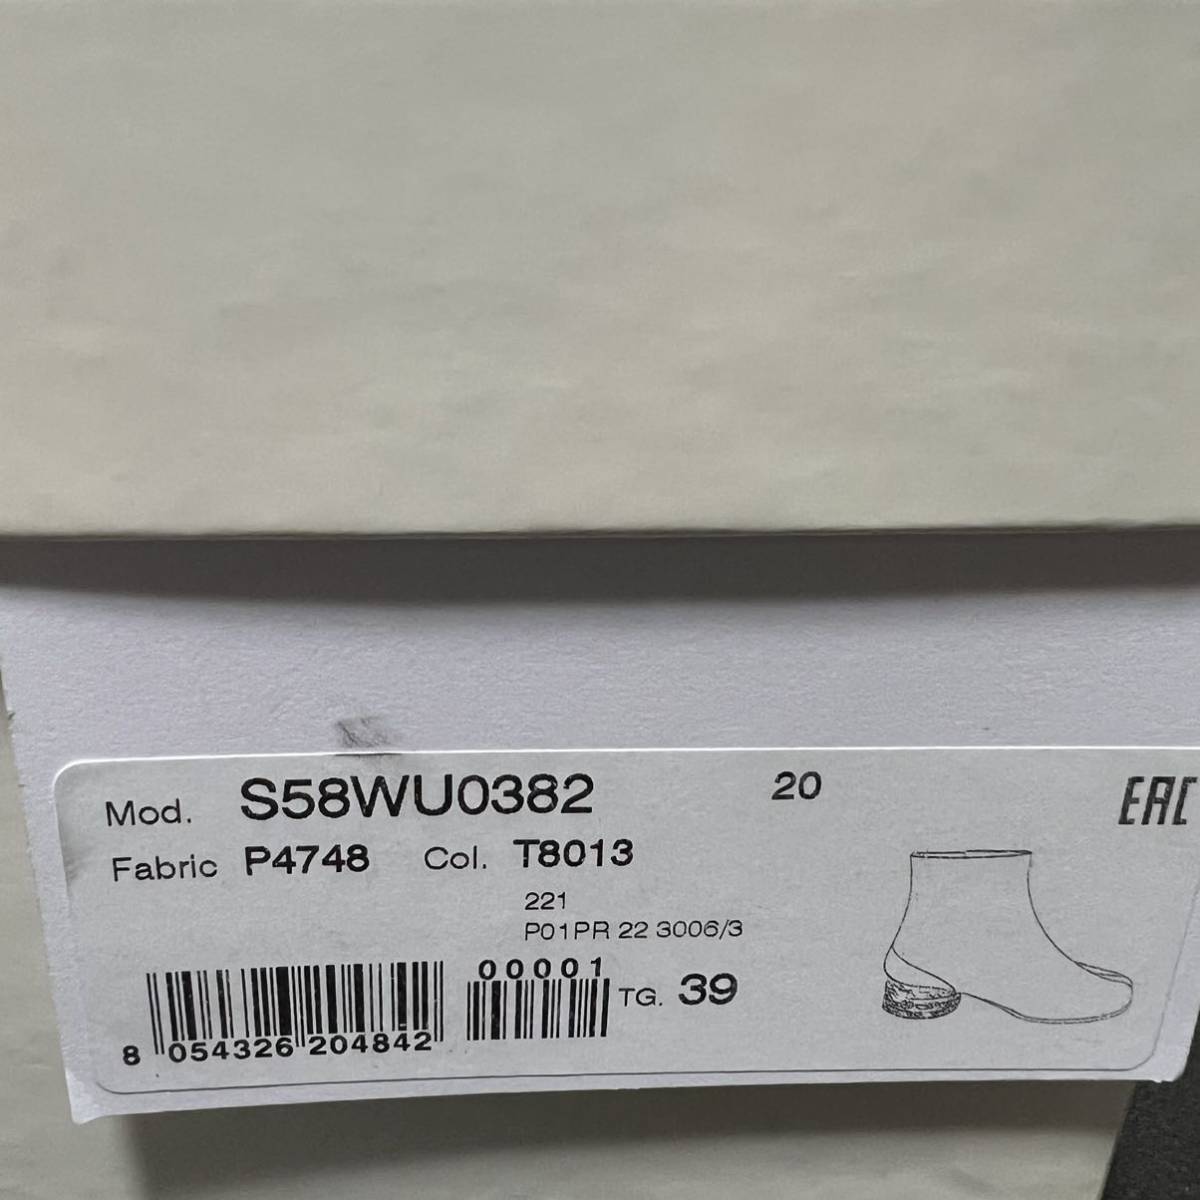 Mod. S58WU0382 20 EAC
Fabric P4748 Col. T8013
221
P01PR 22 3006/3
00001
TG. 39
8 054326 204842